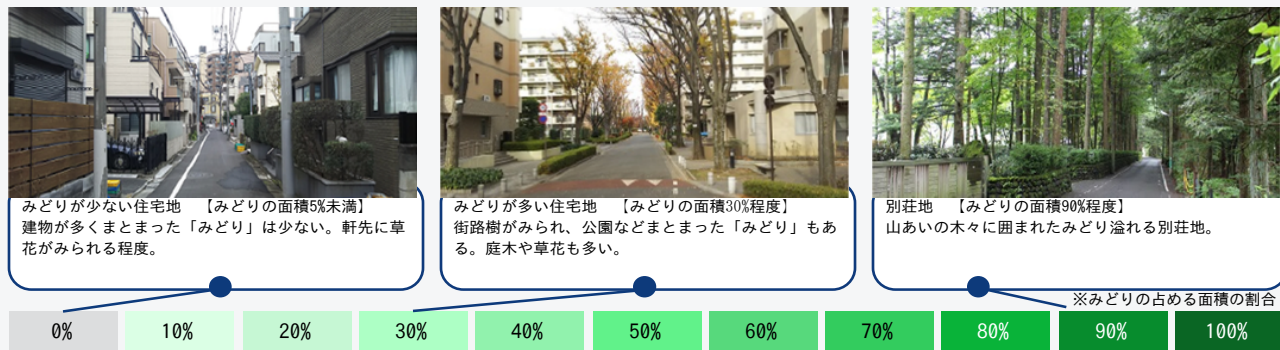 みどりが少ない住宅地　【みどりの面積5%未満】
建物が多くまとまった「みどり」は少ない。軒先に草
花がみられる程度。
みどりが多い住宅地　【みどりの面積30%程度】
街路樹がみられ、公園などまとまった「みどり」もあ
る。庭木や草花も多い。
別荘地　【みどりの面積90%程度】
山あいの木々に囲まれたみどり溢れる別荘地。
※みどりの占める面積の割合
0%
10%
20%
30%
40%
50%
60%
70%
80%
90%
100%